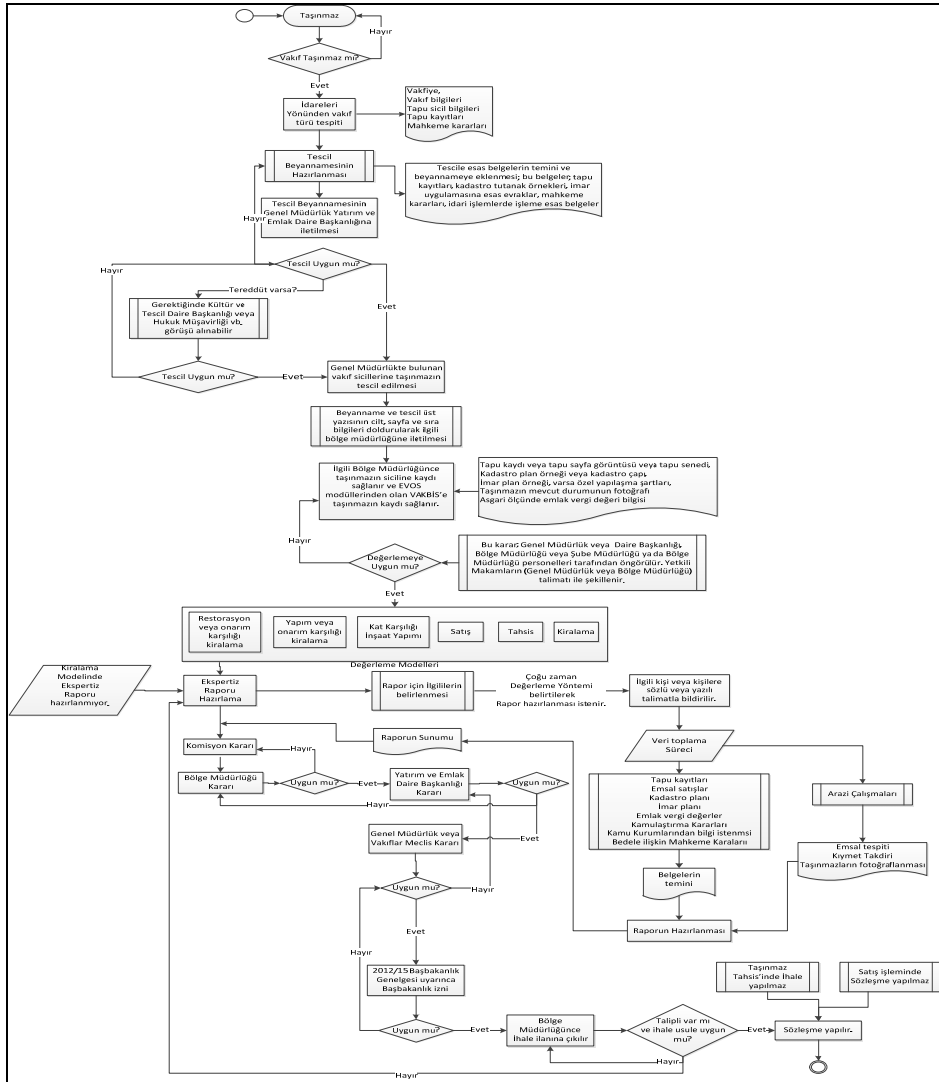 Taşınmaz
Hayır
Vakıf Taşınmaz mı?
Evet
İdareleri
Yönünden vakıf
türü tespiti
Vakfiye,
Vakıf bilgileri
Tapu sicil bilgileri
Tapu kayıtları
Mahkeme kararları
Tescil
Beyannamesinin
Hazırlanması
Tescile esas belgelerin temini ve
beyannameye eklenmesi; bu belgeler; tapu
kayıtları, kadastro tutanak örnekleri, imar
uygulamasına esas evraklar, mahkeme
kararları, idari işlemlerde işleme esas belgeler
Tescil Beyannamesinin
Genel Müdürlük Yatırım ve
Emlak Daire Başkanlığına
iletilmesi
Hayır
Tescil Uygun mu?
Hayır
Tereddüt varsa?
Evet
Gerektiğinde Kültür ve
Tescil Daire Başkanlığı veya
Hukuk Müşavirliği vb.
görüşü alınabilir
Tescil Uygun mu?
Evet
Genel Müdürlükte bulunan
vakıf sicillerine taşınmazın
tescil edilmesi
Beyanname ve tescil üst
yazısının cilt, sayfa ve sıra
bilgileri doldurularak ilgili
bölge müdürlüğüne iletilmesi
İlgili Bölge Müdürlüğünce
taşınmazın siciline kaydı
sağlanır ve EVOS
modüllerinden olan VAKBİS'e
taşınmazın kaydı sağlanır.
Tapu kaydı veya tapu sayfa görüntüsü veya tapu senedi,
Kadastro plan örneği veya kadastro çapı,
İmar plan örneği, varsa özel yapılaşma şartları,
Taşınmazın mevcut durumunun fotoğrafı
Asgari ölçünde emlak vergi değeri bilgisi
Hayır
Değerlemeye
Uygun mu?
Bu karar; Genel Müdürlük veya Daire Başkanlığı,
Bölge Müdürlüğü veya Şube Müdürlüğü ya da Bölge
Müdürlüğü personelleri tarafından öngörülür. Yetkili
Makamların (Genel Müdürlük veya Bölge Müdürlüğü)
talimatı ile şekillenir.
Evet
Restorasyon
veya onarım
karşılığı
kiralama
Yapım veya
onarım karşılığı
kiralama
Kat Karşılığı
İnşaat Yapımı
Satış
Tahsis
Kiralama
Değerleme Modelleri
Kiralama
Modelinde
Ekspertiz
Raporu
hazırlanmıyor.
Ekspertiz
Raporu
Hazırlama
Rapor için İlgililerin
belirlenmesi
Çoğu zaman
Değerleme Yöntemi
belirtilerek
Rapor hazırlanması istenir.
İlgili kişi veya kişilere
sözlü veya yazılı
talimatla bildirilir.
Raporun Sunumu
Veri toplama
Süreci
Komisyon Kararı
Hayır
Bölge Müdürlüğü
Kararı
Uygun mu?
Evet
Yatırım ve Emlak
Daire Başkanlığı
Kararı
Uygun mu?
Hayır
Tapu kayıtları
Emsal satışlar
Kadastro planı
İmar planı
Emlak vergi değerler
Kamulaştırma Kararları
Kamu Kurumlarından bilgi istenmsi
Bedele ilişkin Mahkeme Karalarıı
Arazi Çalışmaları
Genel Müdürlük veya
Vakıflar Meclis Kararı
Evet
Emsal tespiti
Kıymet Takdiri
Taşınmazların fotoğraflanması
Uygun mu?
Hayır
Belgelerin
temini
Evet
Raporun Hazırlanması
Hayır
2012/15 Başbakanlık
Genelgesi uyarınca
Başbakanlık izni
Taşınmaz
Tahsis'inde İhale
yapılmaz
Satış işleminde
Sözleşme yapılmaz
Uygun mu?
Evet
Bölge
Müdürlüğünce
İhale ilanına çıkılır
Talipli var mı
ve ihale usule uygun
mu?
Evet
Sözleşme yapılır.
Hayır
Hayır